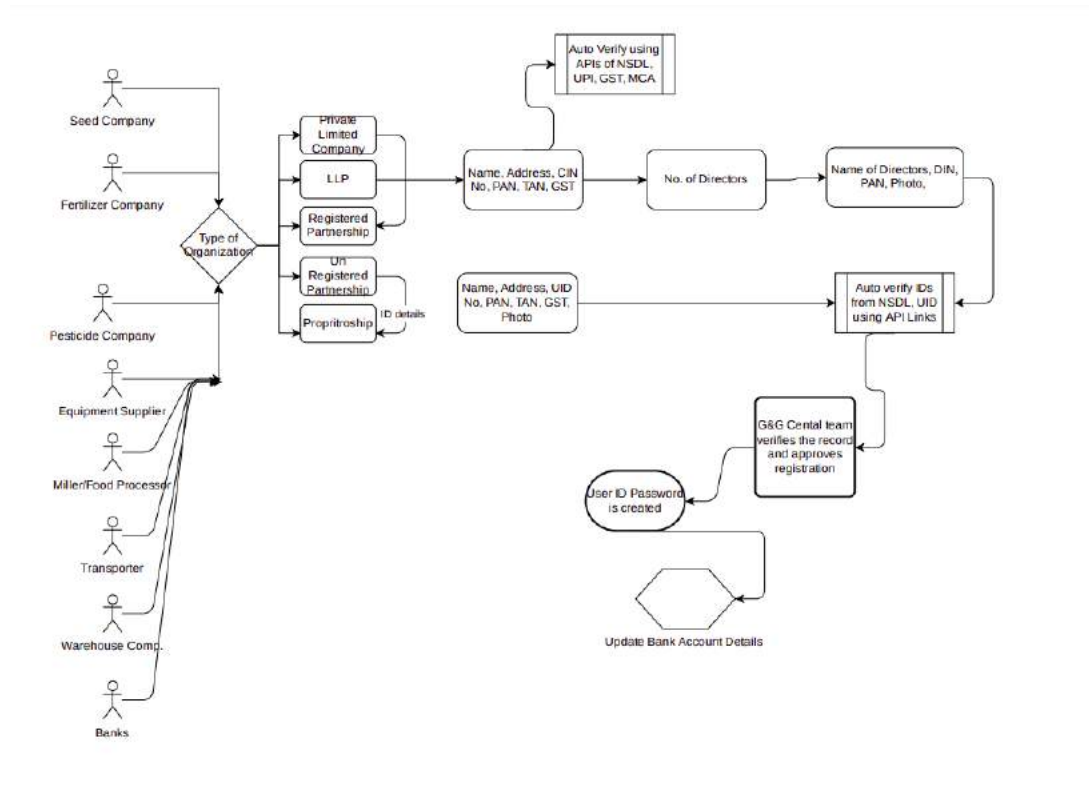 Auto Verify using
APIs of NSDL,
UPI, GST, MCA
Seed Company
Fertilizer Company
Type of
Organization
Private
Limited
Company
LLP
Registered
Partnership
Un
Registered
Partnership
Propritroship
ID details
Name, Address, CIN
No, PAN, TAN, GST
No. of Directors
Name of Directors, DIN,
PAN, Photo,
Name, Address, UID
No, PAN, TAN, GST,
Photo
Auto verify IDs
from NSDL, UID
using API Links
Pesticide Company
Equipment Supplier
Miller/Food Processor
Transporter
Warehouse Comp.
Banks
G&G Cental team
verifies the record
and approves
registration
User ID Password
is created
Update Bank Account Details